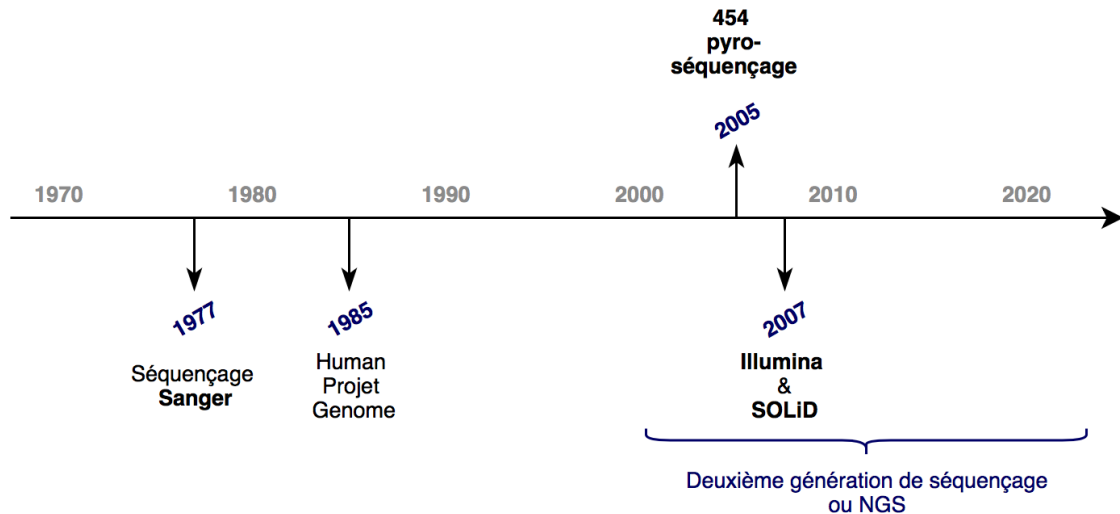 454
pyro-
séquençage
2005
1970 1980 1990 2000 2010 2020
1977
Séquençage
Sanger
1985
Human
Projet
Genome
2007
Illumina
&
SOLiD
Deuxième génération de séquençage
ou NGS